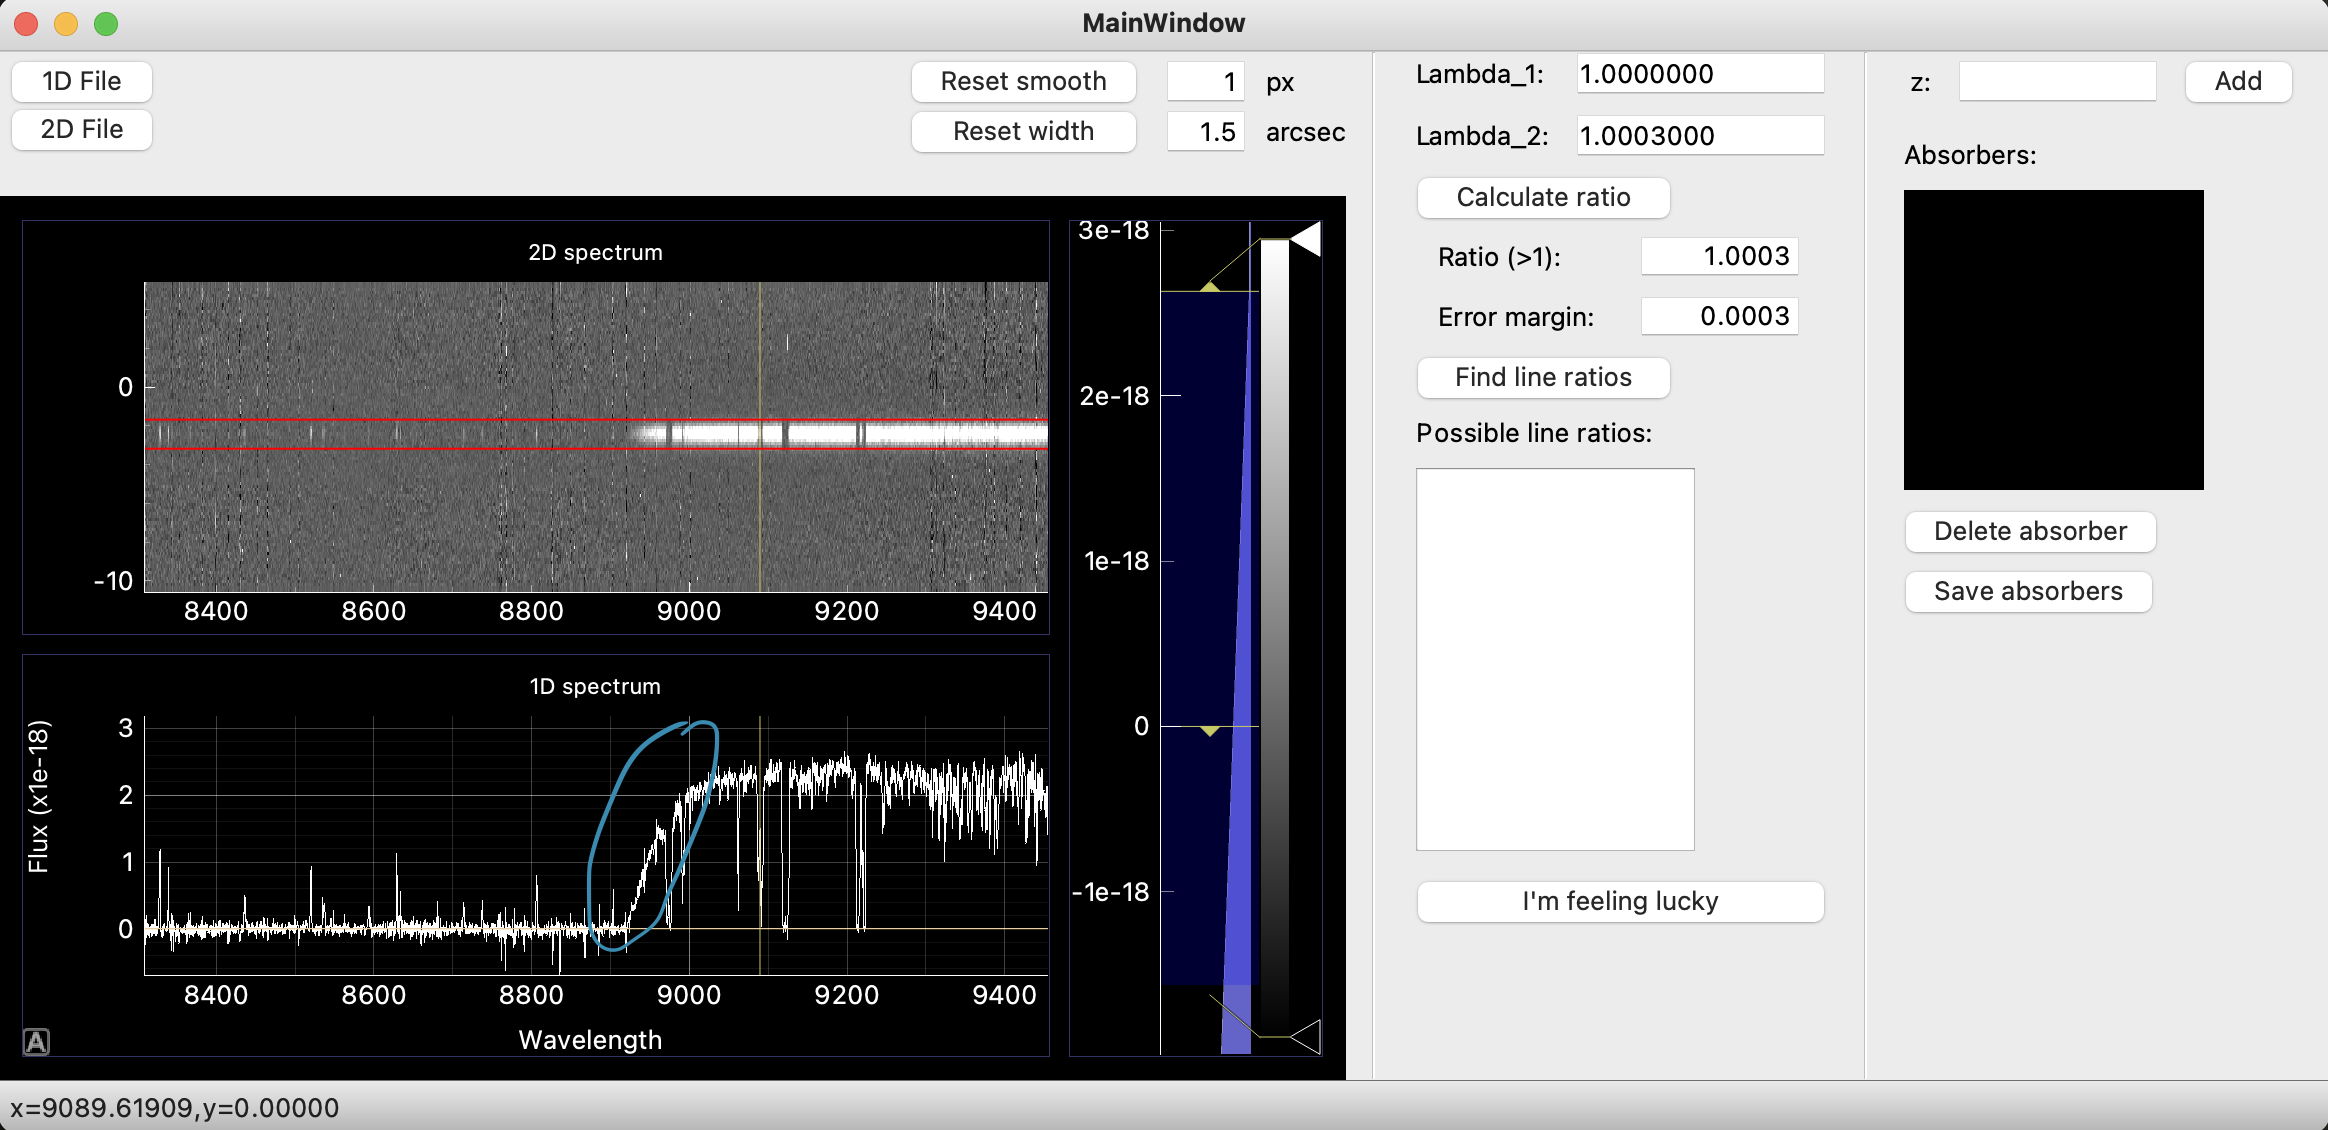 MainWindow
1D File
2D File
Reset smooth 1 px
Reset width 1.5 arcsec
2D spectrum
0
-10
8400 8600 8800 9000 9200 9400
1D spectrum
Flux (x1e-18)
3
2
1
0
8400 8600 8800 9000 9200 9400
Wavelength
A
3e-18
2e-18
1e-18
0
-1e-18
Lambda_1: 1.0000000
Lambda_2: 1.0003000
Calculate ratio
Ratio (>1): 1.0003
Error margin: 0.0003
Find line ratios
Possible line ratios:
I'm feeling lucky
z: Add
Absorbers:
Delete absorber
Save absorbers
x=9089.61909,y=0.00000